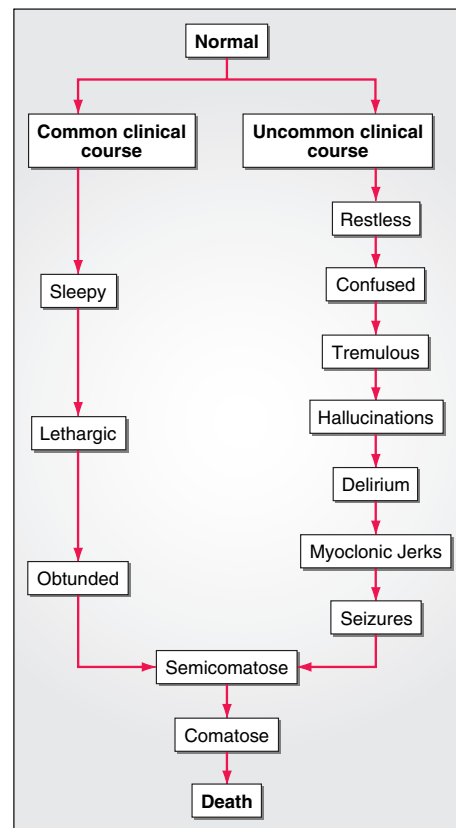 Normal
Common clinical
course
Uncommon clinical
course
Restless
Sleepy
Confused
Tremulous
Hallucinations
Lethargic
Delirium
Myoclonic Jerks
Obtunded
Seizures
Semicomatose
Comatose
Death